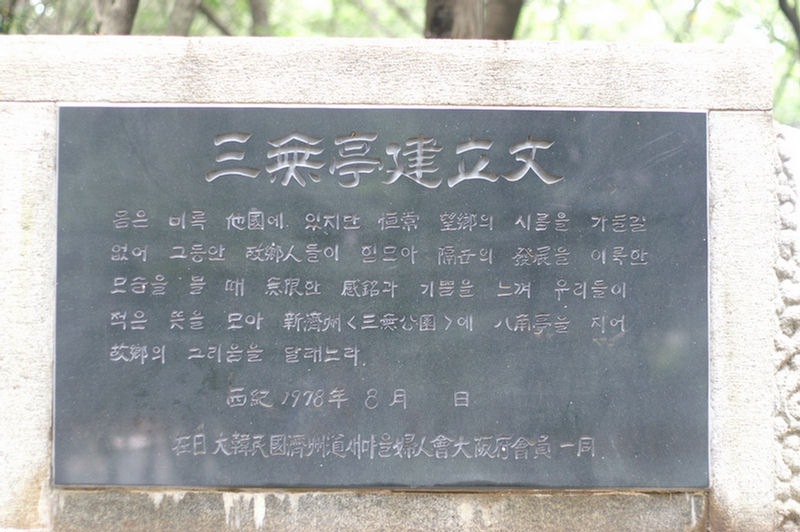 三無亭建立文
몸은 비록 他國에 있지만 恒常 望鄕의 시름을 가눌길
없어 그동안 故鄕人들이 힘모아 隔世의 發展을 이룩한
모습을 볼 때 無限한 感銘과 기쁨을 느껴 우리들이
적은 뜻을 모아 新濟州〈三無公園〉에 八角亭을 지어
故鄕의 그리움을 달래노라.
西紀 1978年 8月 日
在日 大韓民國濟州道새마을婦人會大阪府會員 一同